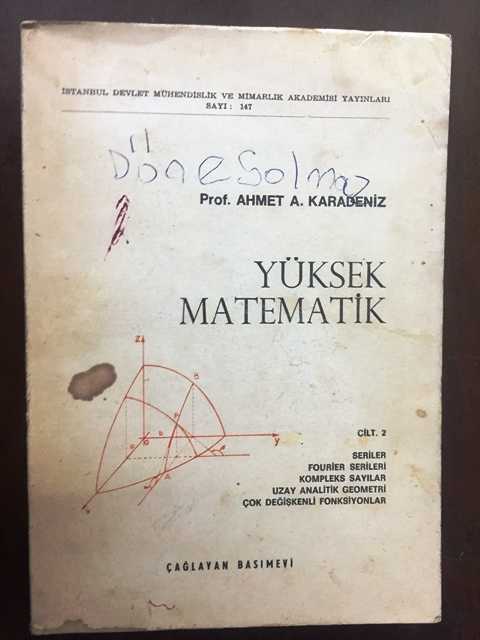 İSTANBUL DEVLET MÜHENDİSLİK VE MİMARLIK AKADEMİSİ YAYINLARI
SAYI : 147
Döne Solmaz
Prof. AHMET A. KARADENİZ
YÜKSEK
MATEMATİK
Z
B
P
O
y
A
CİLT. 2
SERİLER
FOURİER SERİLERİ
KOMPLEKS SAYILAR
UZAY ANALİTİK GEOMETRİ
ÇOK DEĞİŞKENLİ FONKSİYONLAR
ÇAĞLAYAN BASIMEVİ